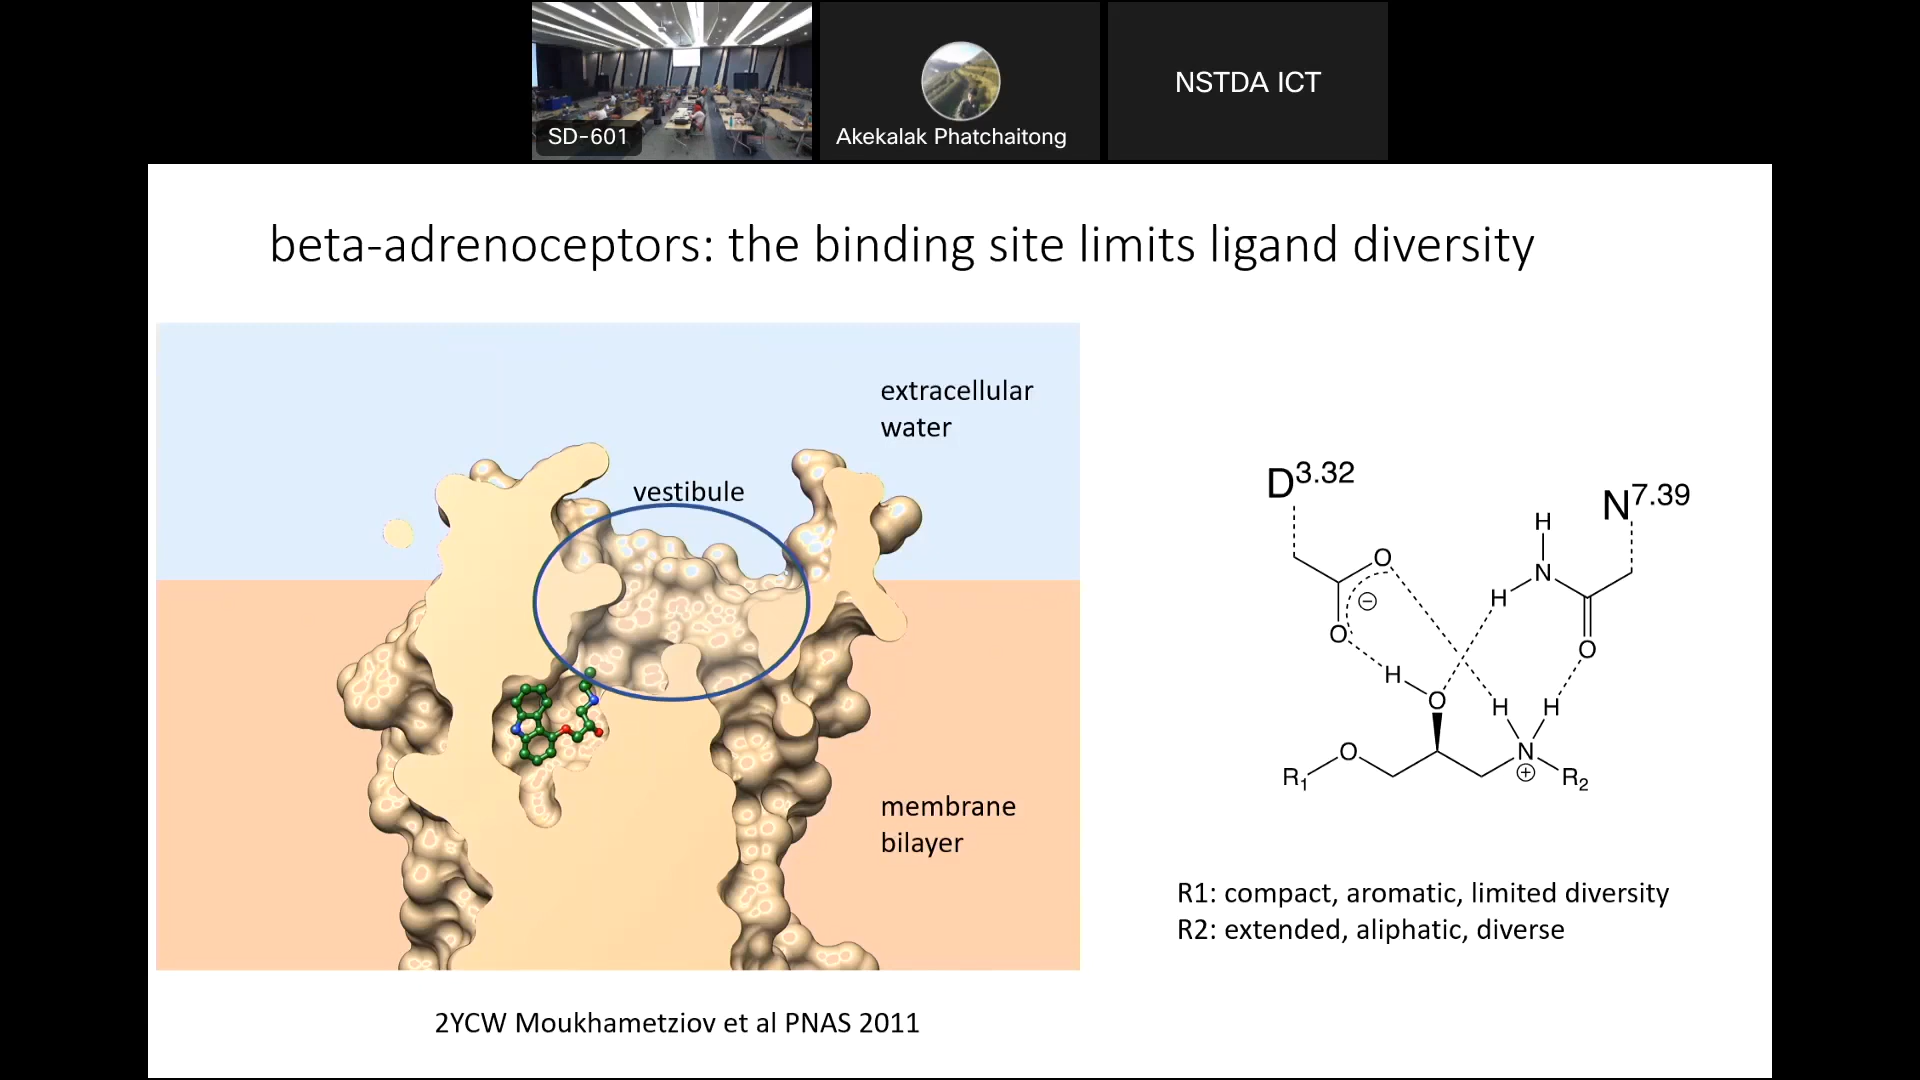 SD-601
Akekalak Phatchaitong
NSTDA ICT
beta-adrenoceptors: the binding site limits ligand diversity
extracellular
water
vestibule
membrane
bilayer
D3.32
N7.39
H
O
N
H
⊖
O
O
H
O
H
H
O
N
R1
⊕
R2
R1: compact, aromatic, limited diversity
R2: extended, aliphatic, diverse
2YCW Moukhametziov et al PNAS 2011